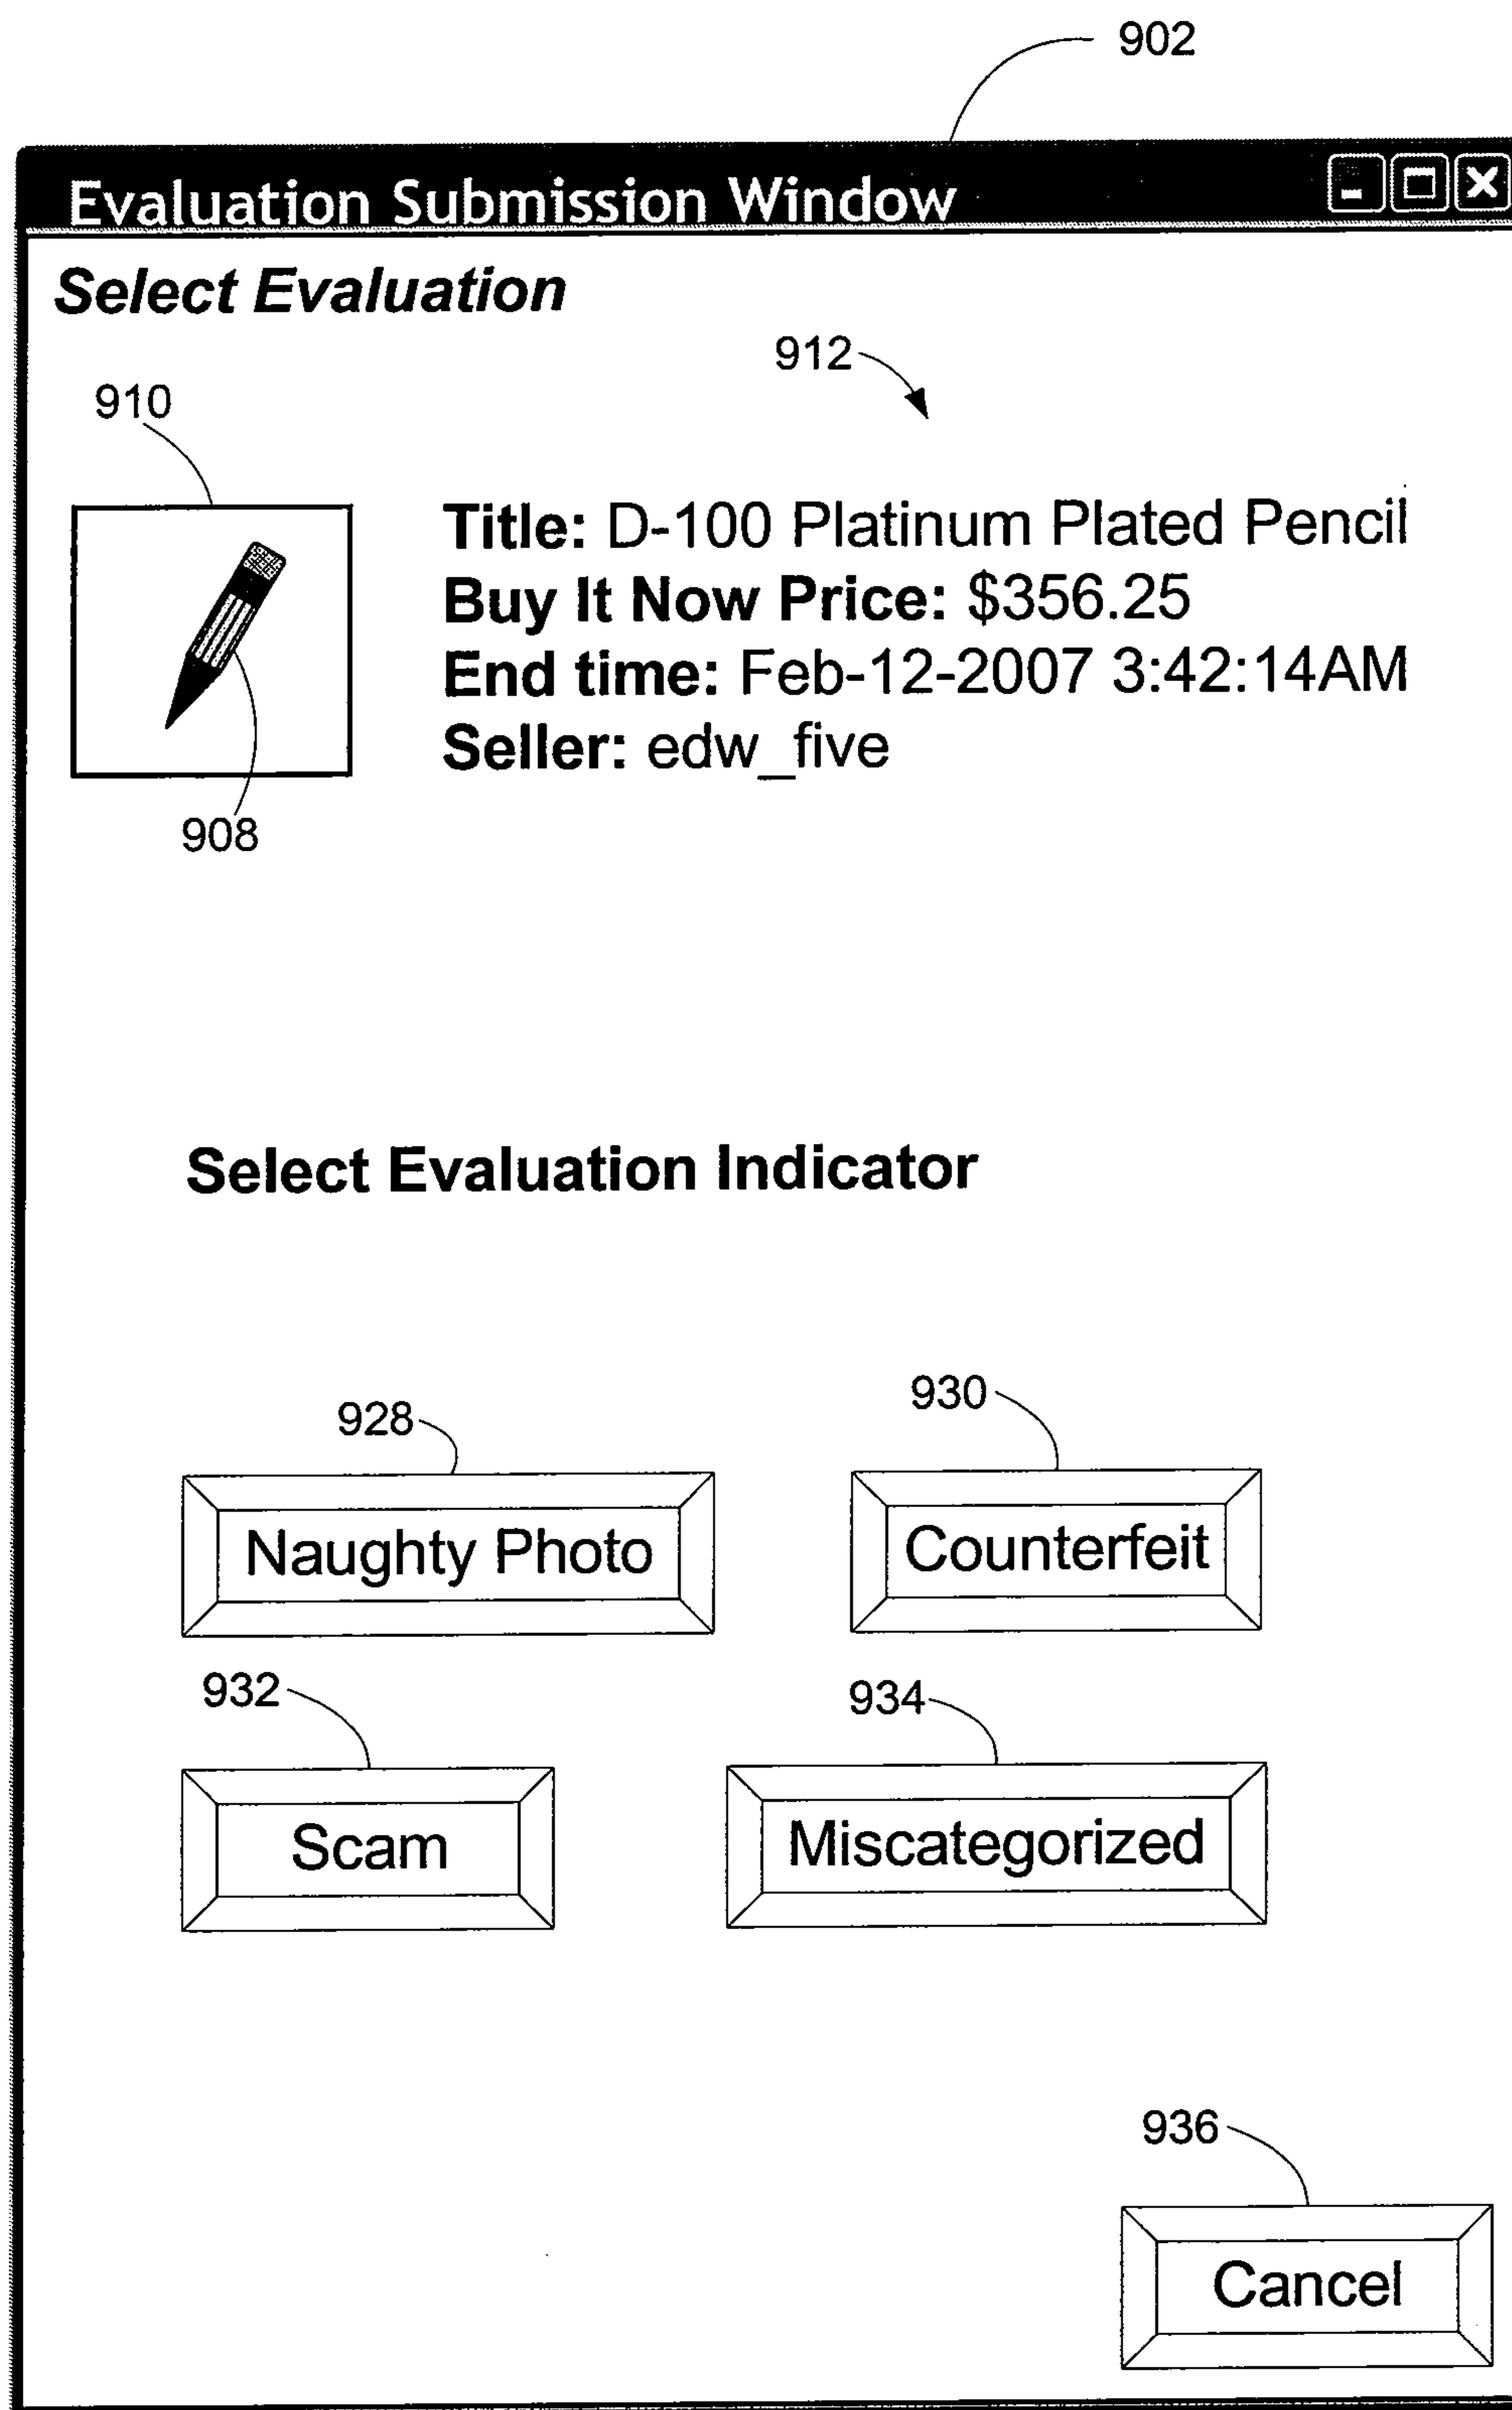 902
Evaluation Submission Window
Select Evaluation
912
910
Title: D-100 Platinum Plated Pencil
Buy It Now Price: $356.25
End time: Feb-12-2007 3:42:14AM
Seller: edw_five
908
Select Evaluation Indicator
928
930
Naughty Photo
Counterfeit
932
934
Scam
Miscategorized
936
Cancel